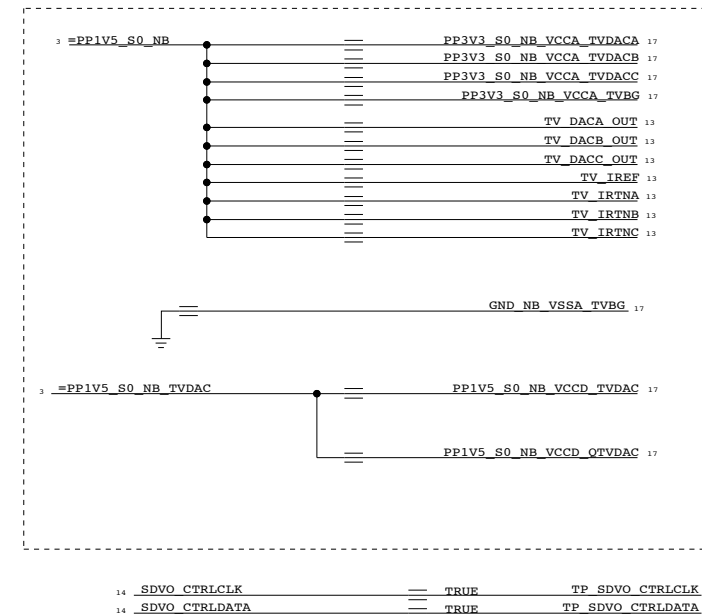 3 =PP1V5_S0_NB PP3V3_S0_NB_VCCA_TVDACA 17
PP3V3_S0_NB_VCCA_TVDACB 17
PP3V3_S0_NB_VCCA_TVDACC 17
PP3V3_S0_NB_VCCA_TVBG 17
TV_DACA_OUT 13
TV_DACB_OUT 13
TV_DACC_OUT 13
TV_IREF 13
TV_IRTNA 13
TV_IRTNB 13
TV_IRTNC 13
GND_NB_VSSA_TVBG 17
3 =PP1V5_S0_NB_TVDAC PP1V5_S0_NB_VCCD_TVDAC 17
PP1V5_S0_NB_VCCD_QTVDAC 17
14 SDVO_CTRLCLK TRUE TP_SDVO_CTRLCLK
14 SDVO_CTRLDATA TRUE TP_SDVO_CTRLDATA